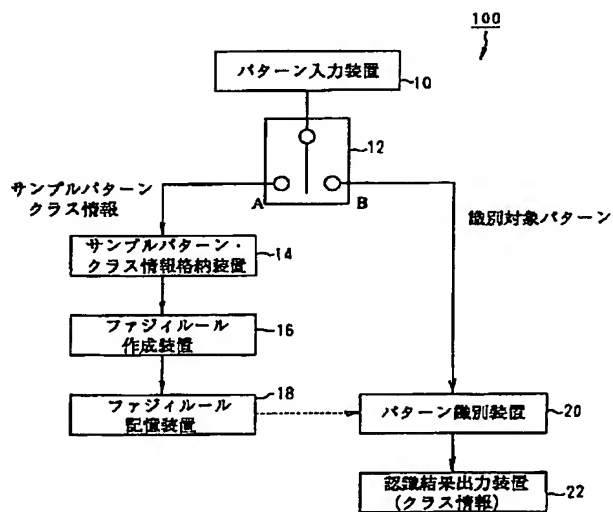 100
パターン入力装置
10
12
サンプルパターン
クラス情報
A
B
識別対象パターン
サンプルパターン・
クラス情報格納装置
14
ファジィルール
作成装置
16
ファジィルール
記憶装置
18
パターン識別装置
20
認識結果出力装置
(クラス情報)
22